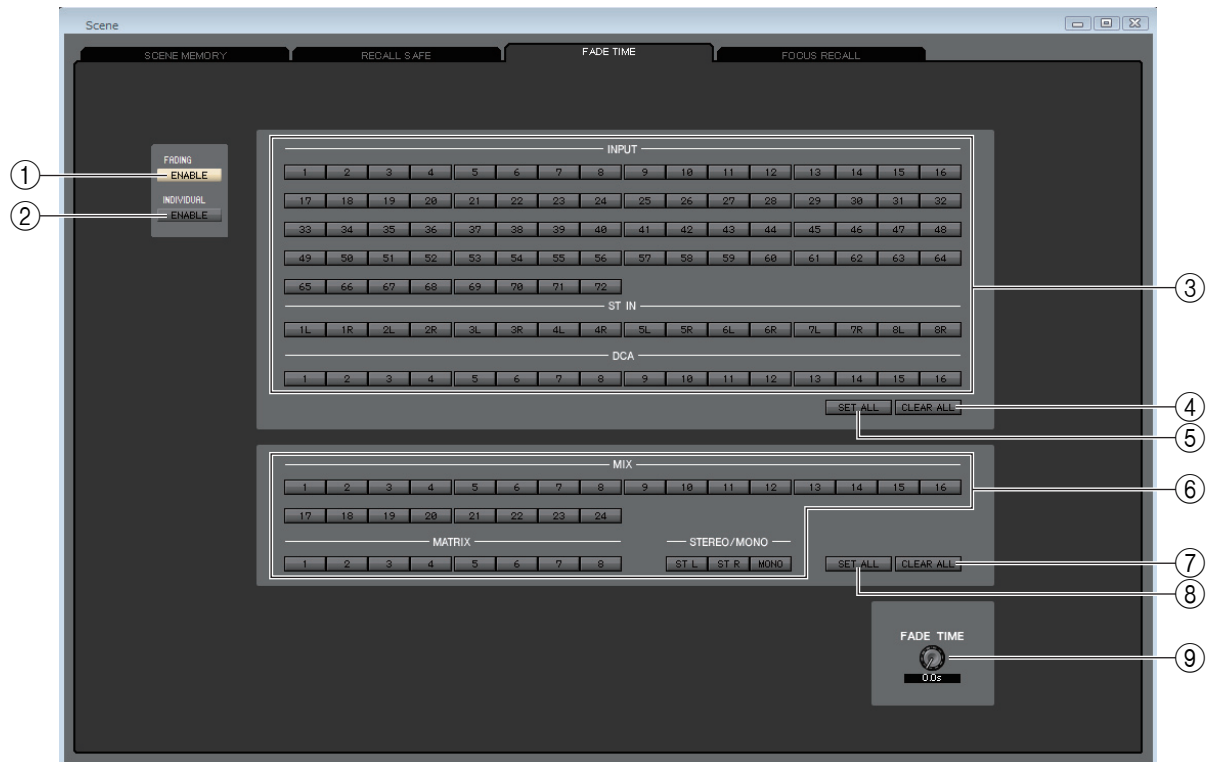 Scene
SCENE MEMORY RECALL SAFE FADE TIME FOCUS RECALL
FADING
① ENABLE
INDIVIDUAL
② ENABLE
INPUT
1 2 3 4 5 6 7 8 9 10 11 12 13 14 15 16
17 18 19 20 21 22 23 24 25 26 27 28 29 30 31 32
33 34 35 36 37 38 39 40 41 42 43 44 45 46 47 48
49 50 51 52 53 54 55 56 57 58 59 60 61 62 63 64
65 66 67 68 69 70 71 72 ③
ST IN
1L 1R 2L 2R 3L 3R 4L 4R 5L 5R 6L 6R 7L 7R 8L 8R
DCA
1 2 3 4 5 6 7 8 9 10 11 12 13 14 15 16
SET ALL CLEAR ALL ④
⑤
MIX
1 2 3 4 5 6 7 8 9 10 11 12 13 14 15 16 ⑥
17 18 19 20 21 22 23 24
MATRIX STEREO/MONO
1 2 3 4 5 6 7 8 ST L ST R MONO SET ALL CLEAR ALL ⑦
⑧
FADE TIME
⑨
0.0s